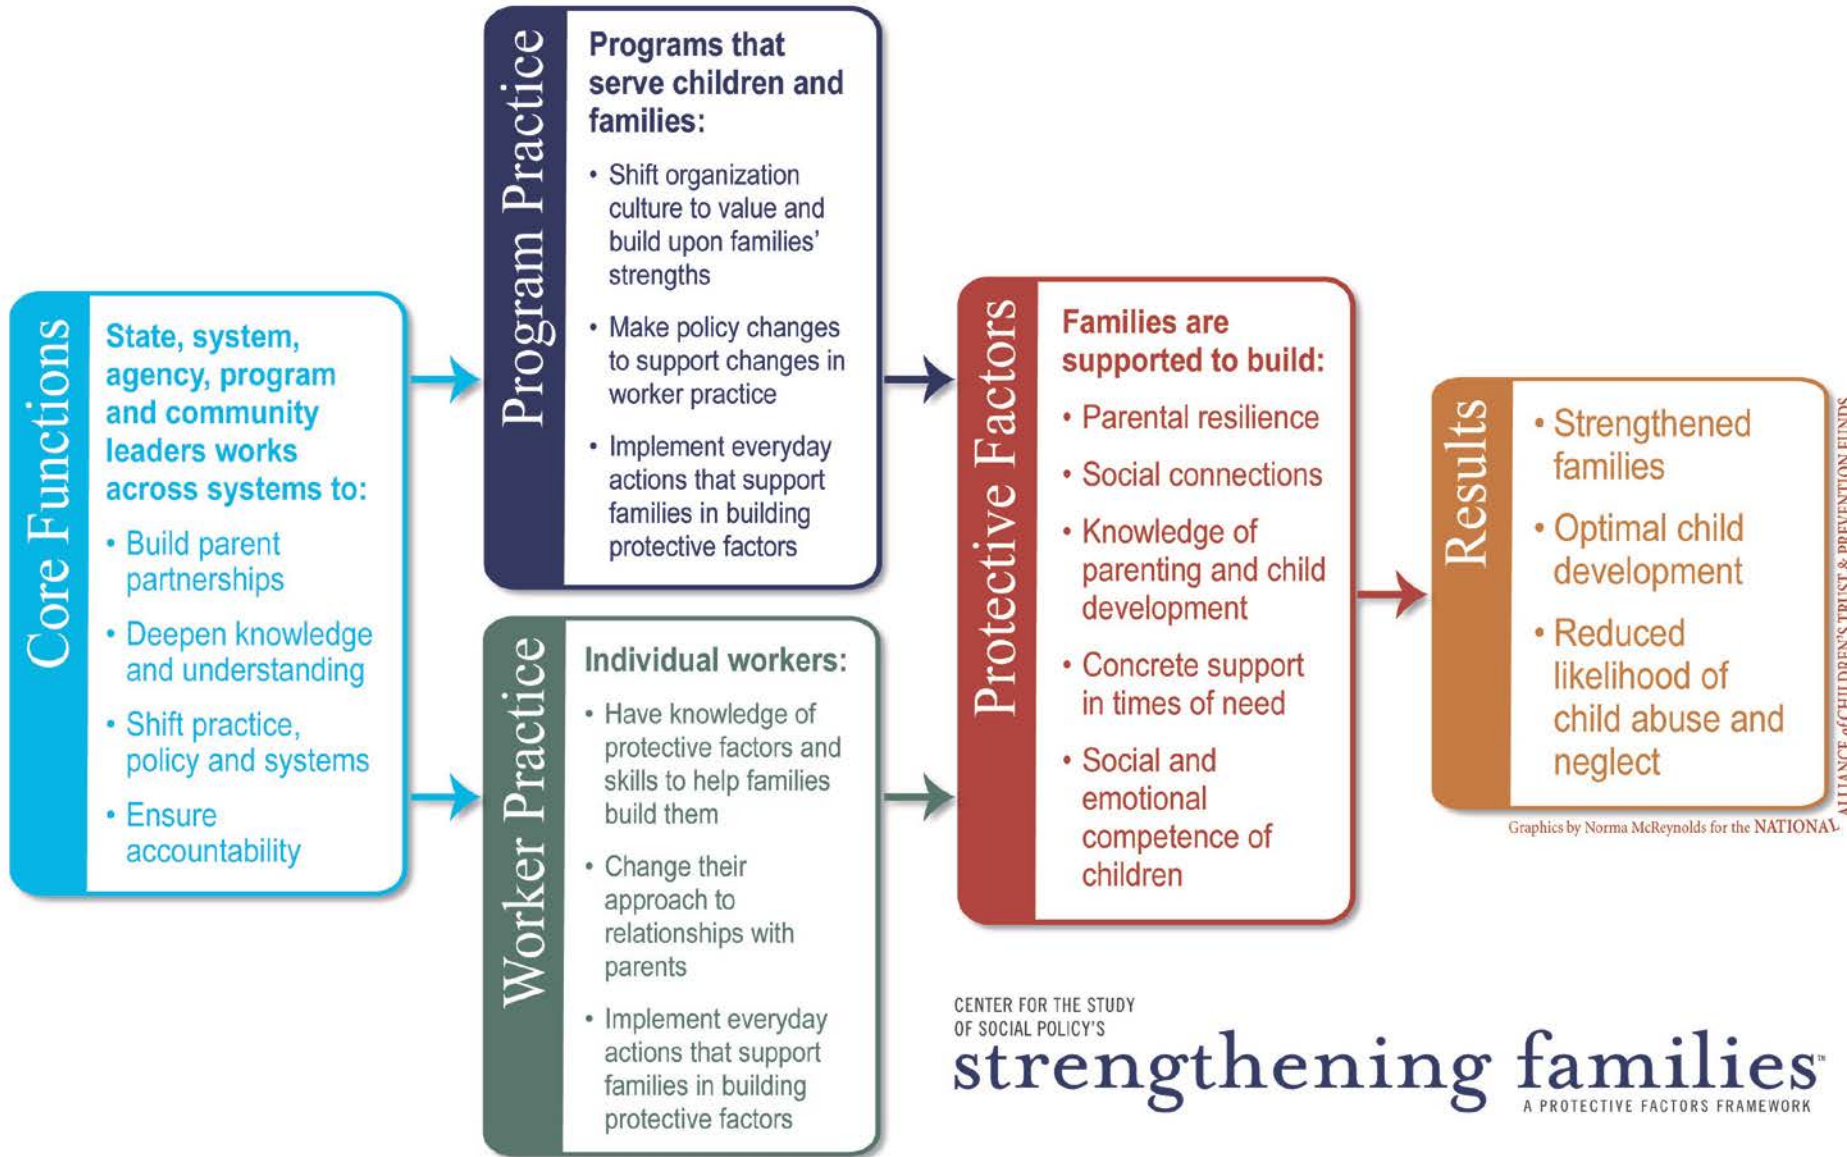 Core Functions
State, system,
agency, program
and community
leaders works
across systems to:
• Build parent
partnerships
• Deepen knowledge
and understanding
• Shift practice,
policy and systems
• Ensure
accountability
Program Practice
Programs that
serve children and
families:
• Shift organization
culture to value and
build upon families’
strengths
• Make policy changes
to support changes in
worker practice
• Implement everyday
actions that support
families in building
protective factors
Worker Practice
Individual workers:
• Have knowledge of
protective factors and
skills to help families
build them
• Change their
approach to
relationships with
parents
• Implement everyday
actions that support
families in building
protective factors
Protective Factors
Families are
supported to build:
• Parental resilience
• Social connections
• Knowledge of
parenting and child
development
• Concrete support
in times of need
• Social and
emotional
competence of
children
Results
• Strengthened
families
• Optimal child
development
• Reduced
likelihood of
child abuse and
neglect
Graphics by Norma McReynolds for the NATIONAL
ALLIANCE of CHILDREN'S TRUST & PREVENTION FUNDS
CENTER FOR THE STUDY
OF SOCIAL POLICY'S
strengthening families™
A PROTECTIVE FACTORS FRAMEWORK